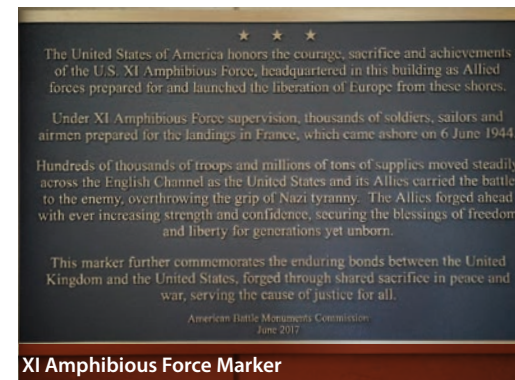 The United States of America honors the courage, sacrifice and achievements
of the U.S. XI Amphibious Force, headquartered in this building as Allied
forces prepared for and launched the liberation of Europe from these shores.
Under XI Amphibious Force supervision, thousands of soldiers, sailors and
airmen prepared for the landings in France, which came ashore on 6 June 1944
Hundreds of thousands of troops and millions of tons of supplies moved steadily
across the English Channel as the United States and its Allies carried the battle
to the enemy, overthrowing the grip of Nazi tyranny. The Allies forged ahead
with ever increasing strength and confidence, securing the blessings of freedom
and liberty for generations yet unborn.
This marker further commemorates the enduring bonds between the United
Kingdom and the United States, forged through shared sacrifice in peace and
war, serving the cause of justice for all.
American Battle Monuments Commission
June 2017
XI Amphibious Force Marker